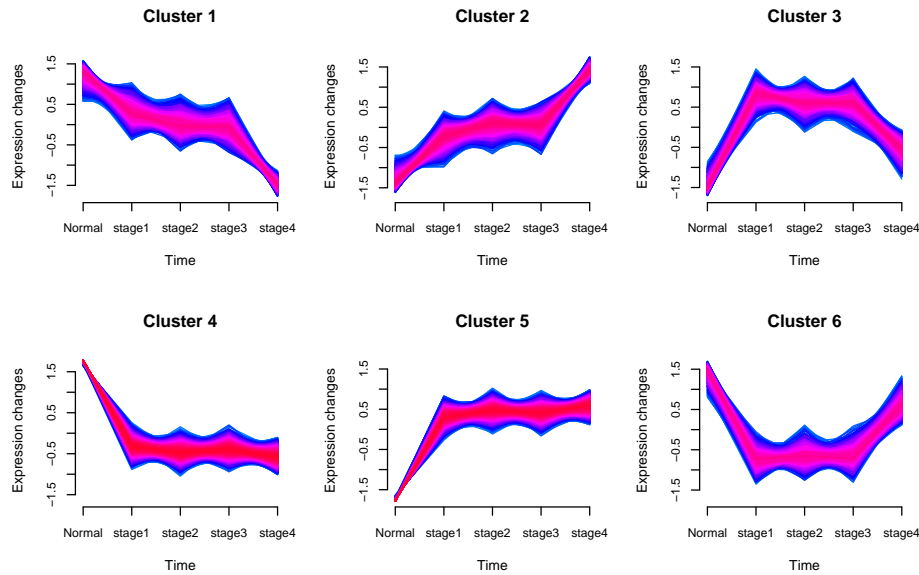 Cluster 1
Cluster 2
Cluster 3
Expression changes
1.5
0.5
−0.5
−1.5
Normal stage1 stage2 stage3 stage4
Time
Expression changes
1.5
0.5
−0.5
−1.5
Normal stage1 stage2 stage3 stage4
Time
Expression changes
1.5
0.5
−0.5
−1.5
Normal stage1 stage2 stage3 stage4
Time
Cluster 4
Cluster 5
Cluster 6
Expression changes
1.5
0.5
−0.5
−1.5
Normal stage1 stage2 stage3 stage4
Time
Expression changes
1.5
0.5
−0.5
−1.5
Normal stage1 stage2 stage3 stage4
Time
Expression changes
1.5
0.5
−0.5
−1.5
Normal stage1 stage2 stage3 stage4
Time